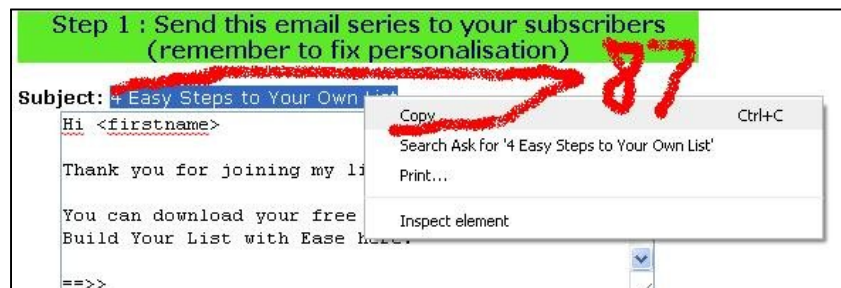 Step 1 : Send this email series to your subscribers
(remember to fix personalisation)
87
Subject: 4 Easy Steps to Your Own List
Hi <firstname>
Copy Ctrl+C
Search Ask for '4 Easy Steps to Your Own List'
Thank you for joining my
Print...
You can download your free
Inspect element
Build Your List with Ease
==>>